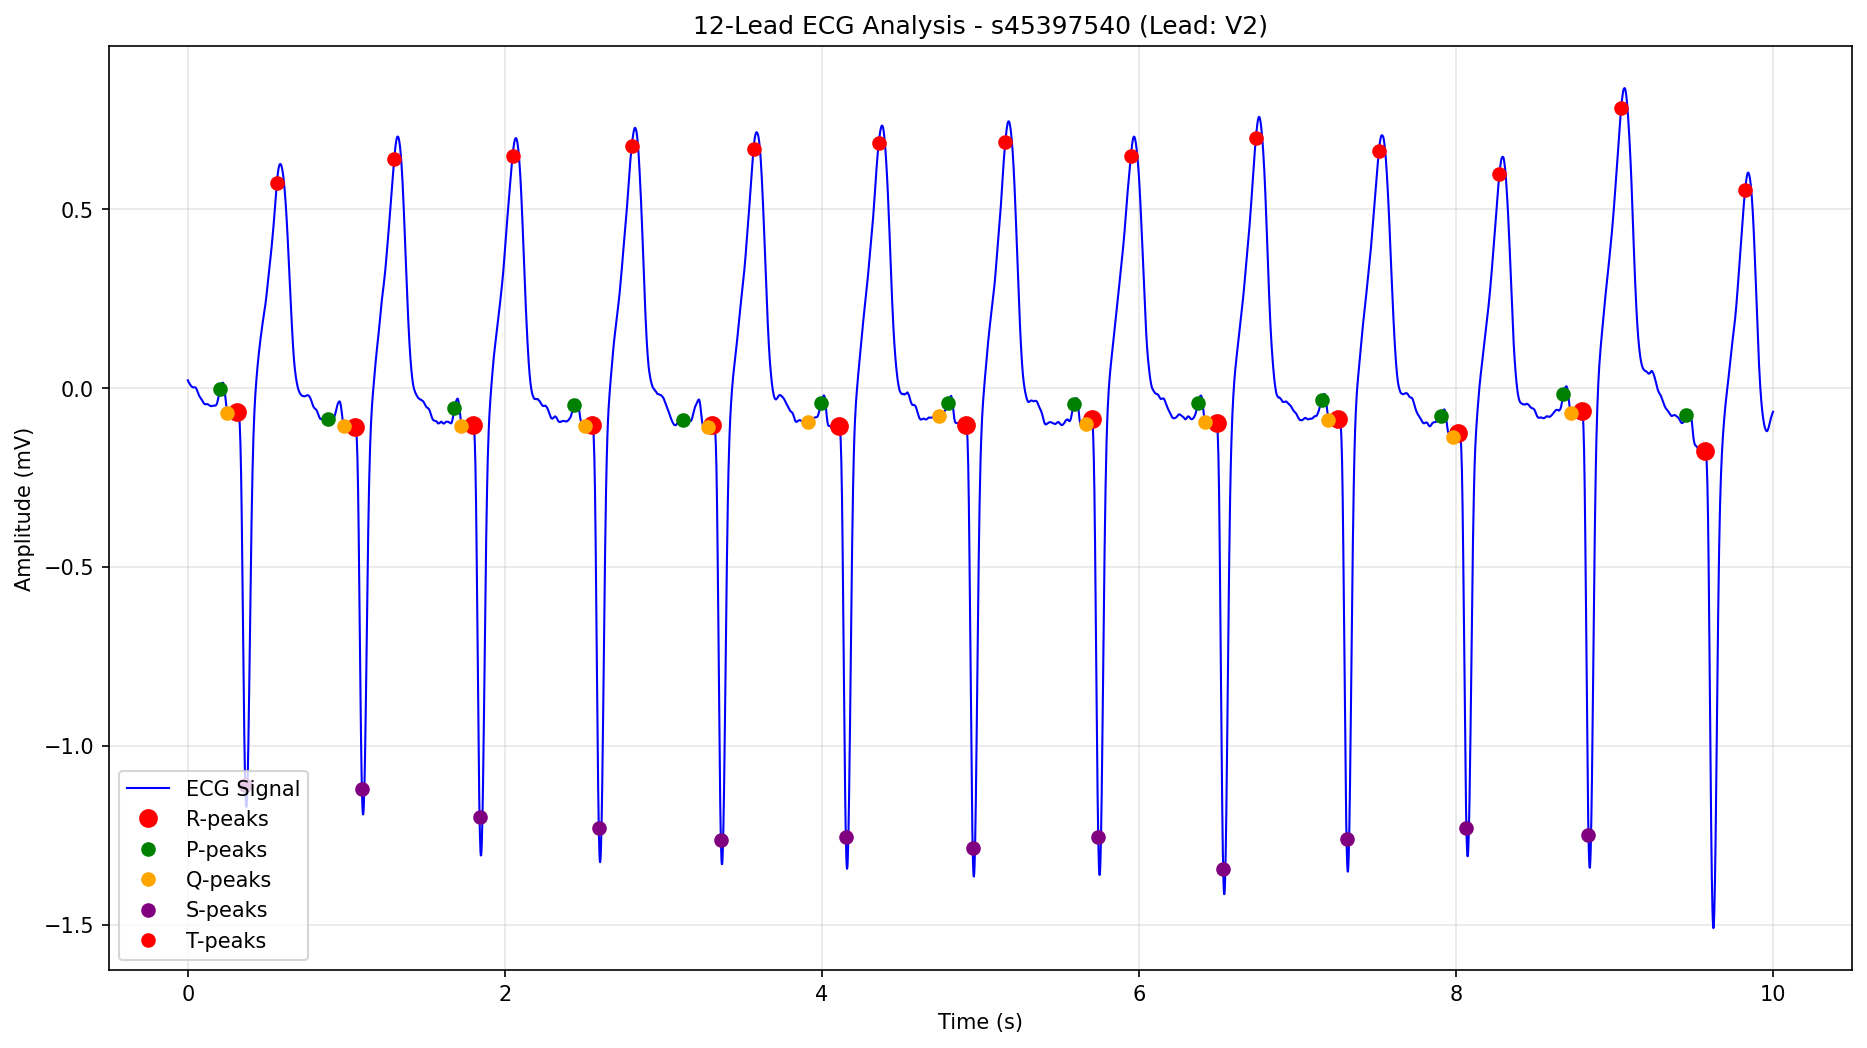 12-Lead ECG Analysis - s45397540 (Lead: V2)
Amplitude (mV)
0.5
0.0
−0.5
−1.0
−1.5
ECG Signal
R-peaks
P-peaks
Q-peaks
S-peaks
T-peaks
0 2 4 6 8 10
Time (s)